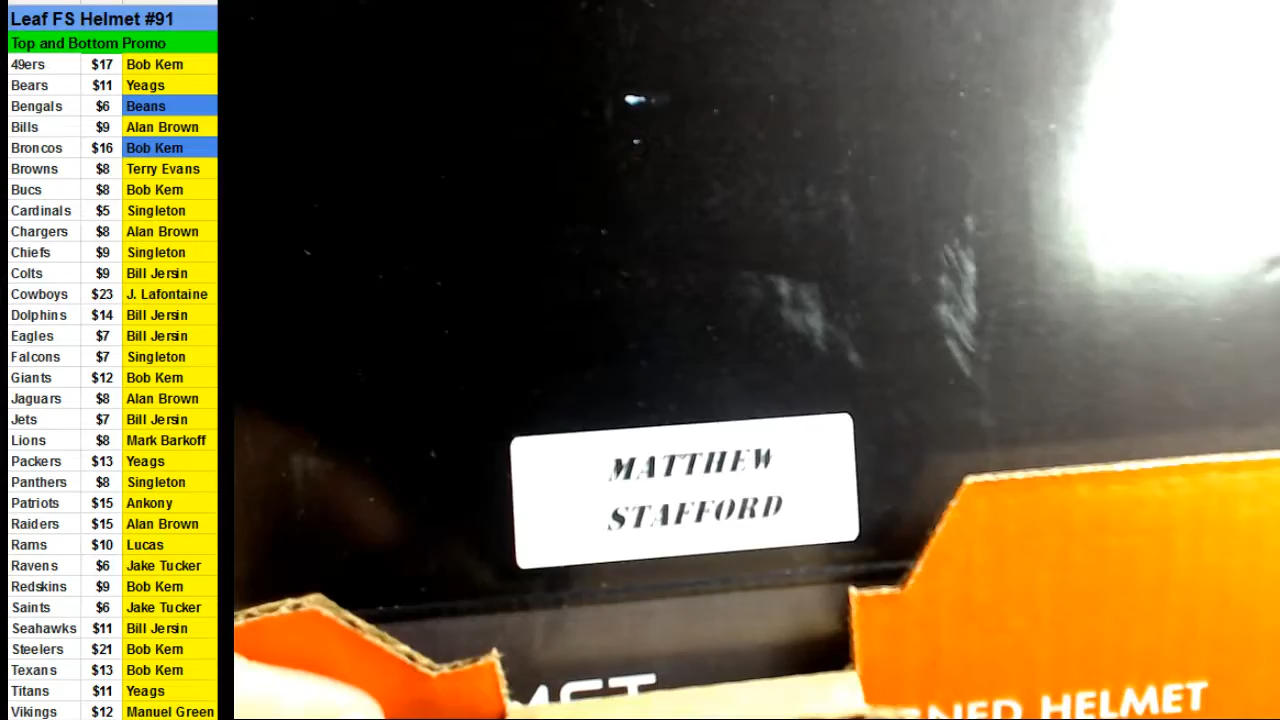 Leaf FS Helmet #91
Top and Bottom Promo
49ers $17 Bob Kern
Bears $11 Yeags
Bengals $6 Beans
Bills $9 Alan Brown
Broncos $16 Bob Kern
Browns $8 Terry Evans
Bucs $8 Bob Kern
Cardinals $5 Singleton
Chargers $8 Alan Brown
Chiefs $9 Singleton
Colts $9 Bill Jersin
Cowboys $23 J. Lafontaine
Dolphins $14 Bill Jersin
Eagles $7 Bill Jersin
Falcons $7 Singleton
Giants $12 Bob Kern
Jaguars $8 Alan Brown
Jets $7 Bill Jersin
Lions $8 Mark Barkoff
Packers $13 Yeags
Panthers $8 Singleton
Patriots $15 Ankony
Raiders $15 Alan Brown
Rams $10 Lucas
Ravens $6 Jake Tucker
Redskins $9 Bob Kern
Saints $6 Jake Tucker
Seahawks $11 Bill Jersin
Steelers $21 Bob Kern
Texans $13 Bob Kern
Titans $11 Yeags
Vikings $12 Manuel Green
MATTHEW
STAFFORD
HELMET